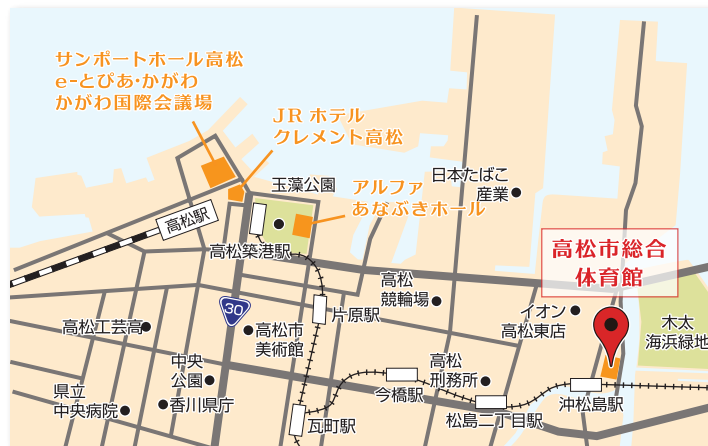 サンポートホール高松
e-とぴあ・かがわ
かがわ国際会議場
JRホテル
クレメント高松
玉藻公園
アルファ
あなぶきホール
日本たばこ
産業
高松駅
高松築港駅
高松市総合
体育館
高松
競輪場
30
片原駅
イオン
高松東店
木太
海浜緑地
高松工芸高
高松市
美術館
中央
公園
高松
刑務所
今橋駅
沖松島駅
県立
中央病院
香川県庁
瓦町駅
松島二丁目駅